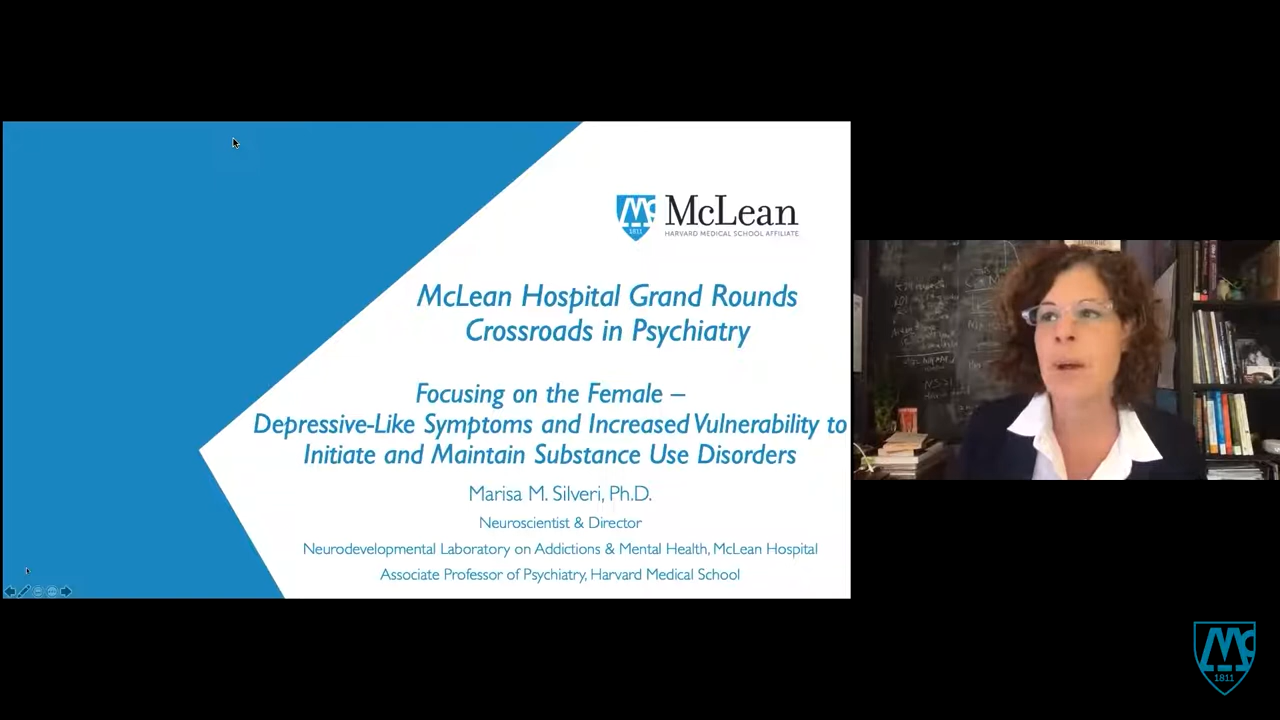 McLean
HARVARD MEDICAL SCHOOL AFFILIATE
1811
McLean Hospital Grand Rounds
Crossroads in Psychiatry
Focusing on the Female –
Depressive-Like Symptoms and Increased Vulnerability to
Initiate and Maintain Substance Use Disorders
Marisa M. Silveri, Ph.D.
Neuroscientist & Director
Neurodevelopmental Laboratory on Addictions & Mental Health, McLean Hospital
Associate Professor of Psychiatry, Harvard Medical School
Mc
1811